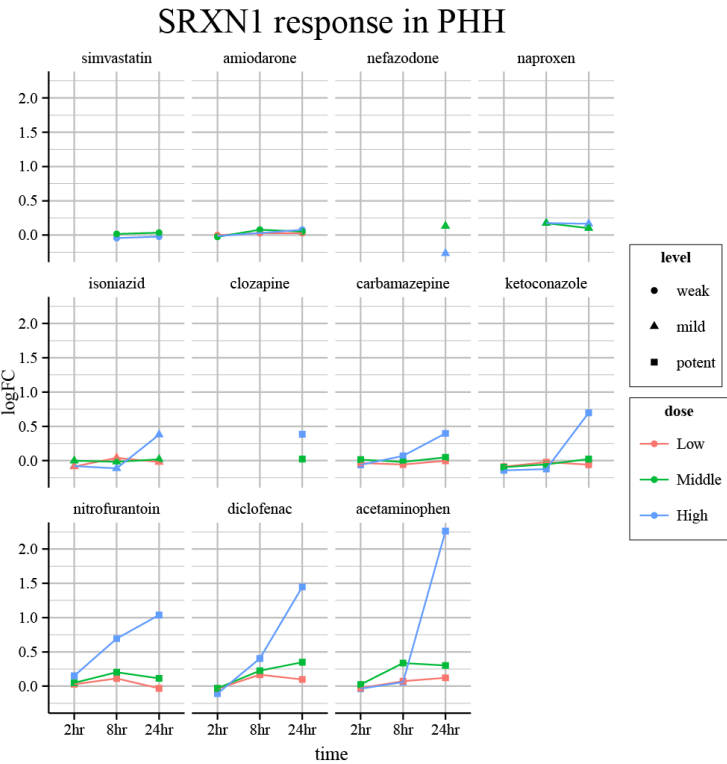 SRXN1 response in PHH
simvastatin amiodarone nefazodone naproxen
2.0
1.5
1.0
0.5
0.0
isoniazid clozapine carbamazepine ketoconazole
2.0
1.5
1.0
0.5
0.0
logFC
nitrofurantoin diclofenac acetaminophen
2.0
1.5
1.0
0.5
0.0
2hr 8hr 24hr 2hr 8hr 24hr 2hr 8hr 24hr
time
level
weak
mild
potent
dose
Low
Middle
High